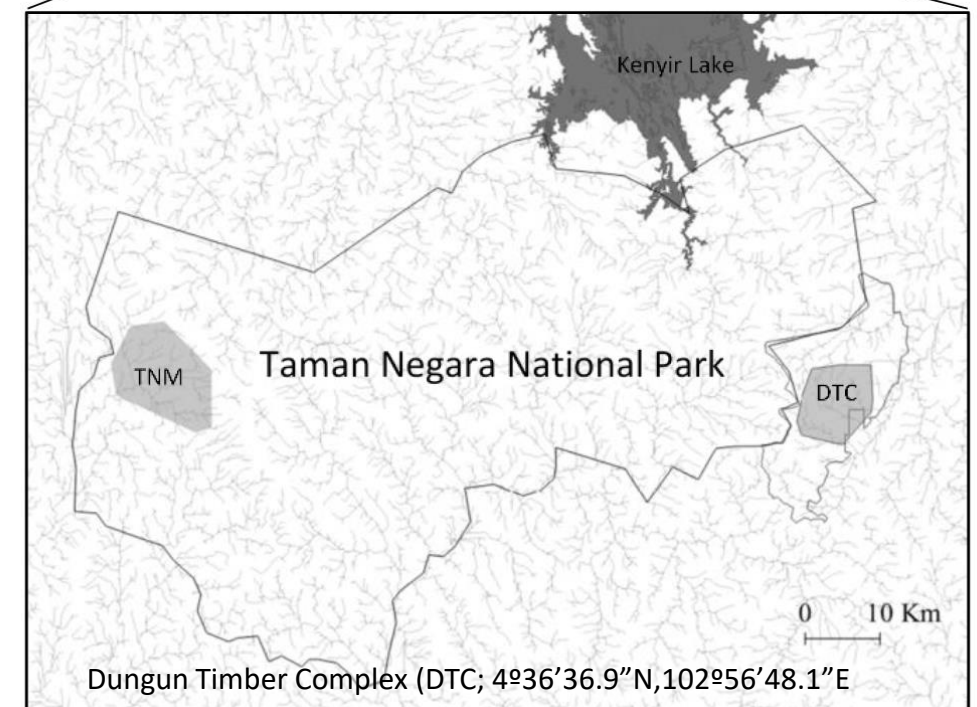 Kenyir Lake
Taman Negara National Park
TNM
DTC
0 10 Km
Dungun Timber Complex (DTC; 4º36’36.9”N,102º56’48.1”E